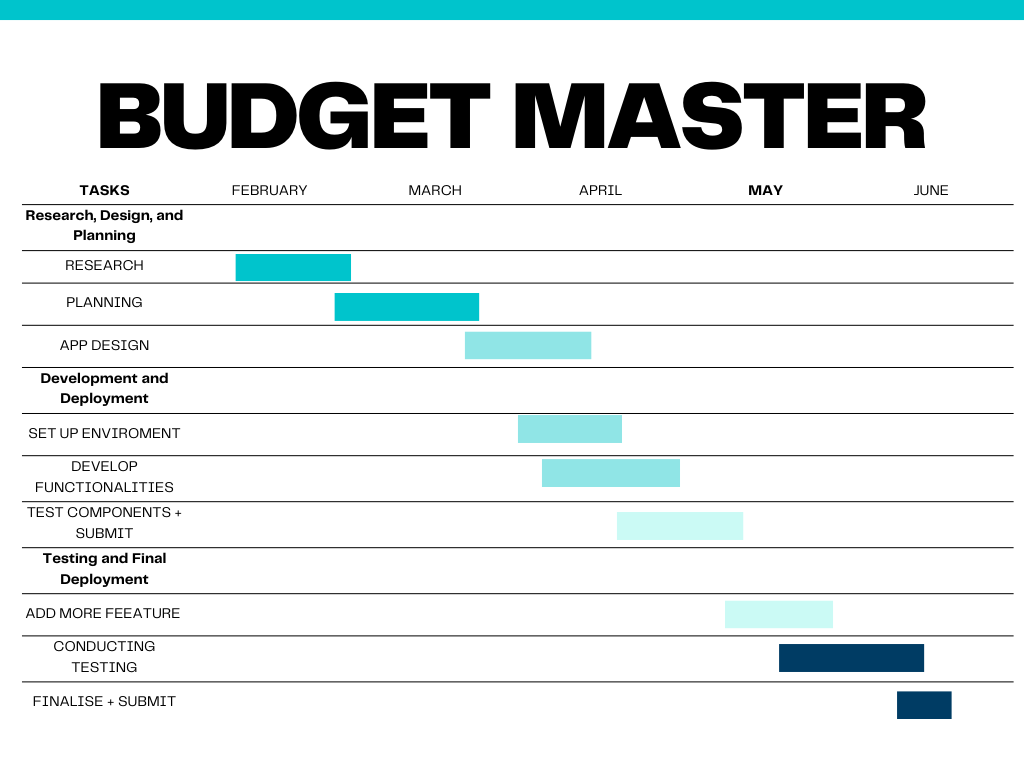 BUDGET MASTER
TASKS FEBRUARY MARCH APRIL MAY JUNE
Research, Design, and
Planning
RESEARCH
PLANNING
APP DESIGN
Development and
Deployment
SET UP ENVIROMENT
DEVELOP
FUNCTIONALITIES
TEST COMPONENTS +
SUBMIT
Testing and Final
Deployment
ADD MORE FEEATURE
CONDUCTING
TESTING
FINALISE + SUBMIT